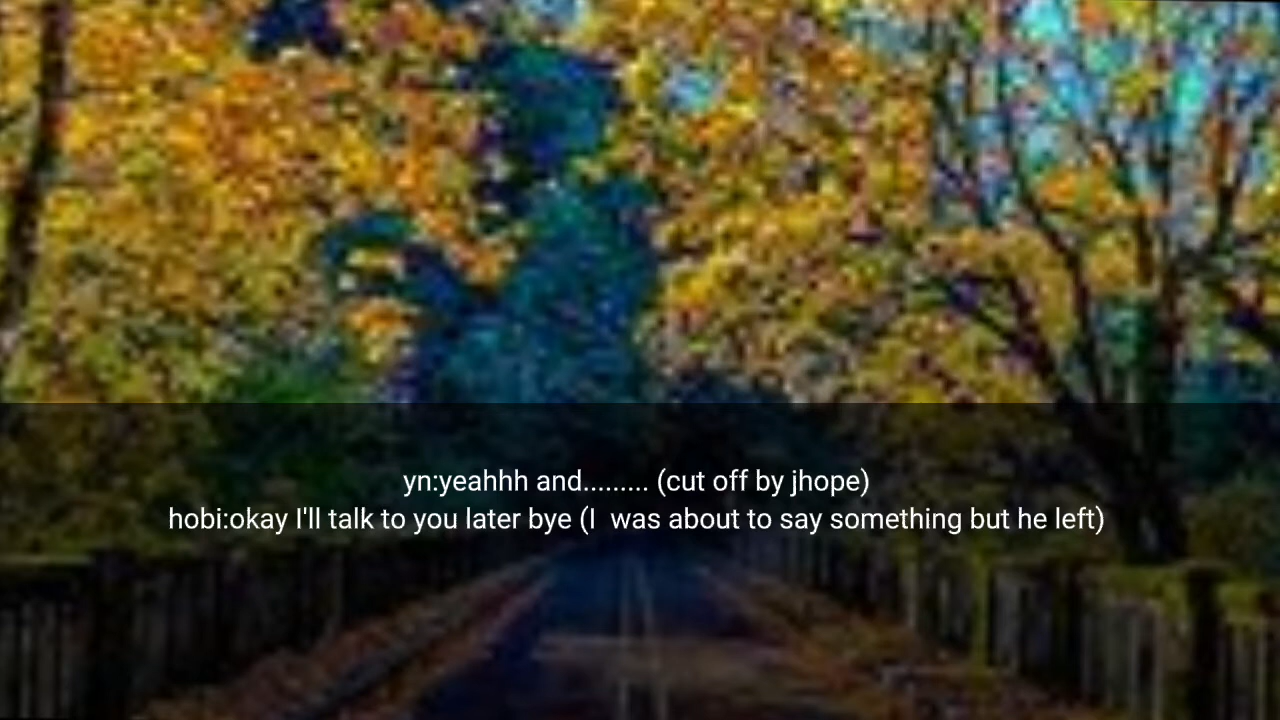 yn:yeahhh and......... (cut off by jhope)
hobi:okay I'll talk to you later bye (I  was about to say something but he left)